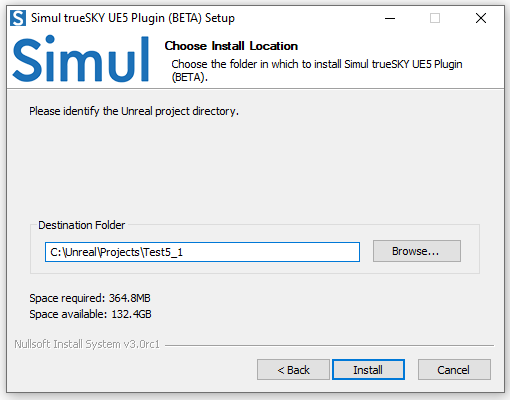 Simul trueSKY UE5 Plugin (BETA) Setup
Simul
Choose Install Location
Choose the folder in which to install Simul trueSKY UE5 Plugin
(BETA).
Please identify the Unreal project directory.
Destination Folder
C:\Unreal\Projects\Test5_1
Browse...
Space required: 364.8MB
Space available: 132.4GB
Nullsoft Install System v3.0rc1
< Back
Install
Cancel